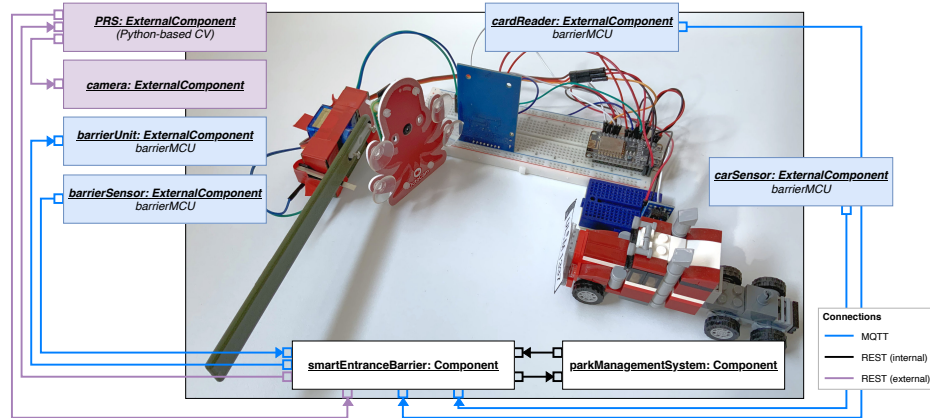 PRS: ExternalComponent
(Python-based CV)
cardReader: ExternalComponent
barrierMCU
camera: ExternalComponent
barrierUnit: ExternalComponent
barrierMCU
barrierSensor: ExternalComponent
barrierMCU
carSensor: ExternalComponent
barrierMCU
smartEntranceBarrier: Component
parkManagementSystem: Component
Connections
MQTT
REST (internal)
REST (external)